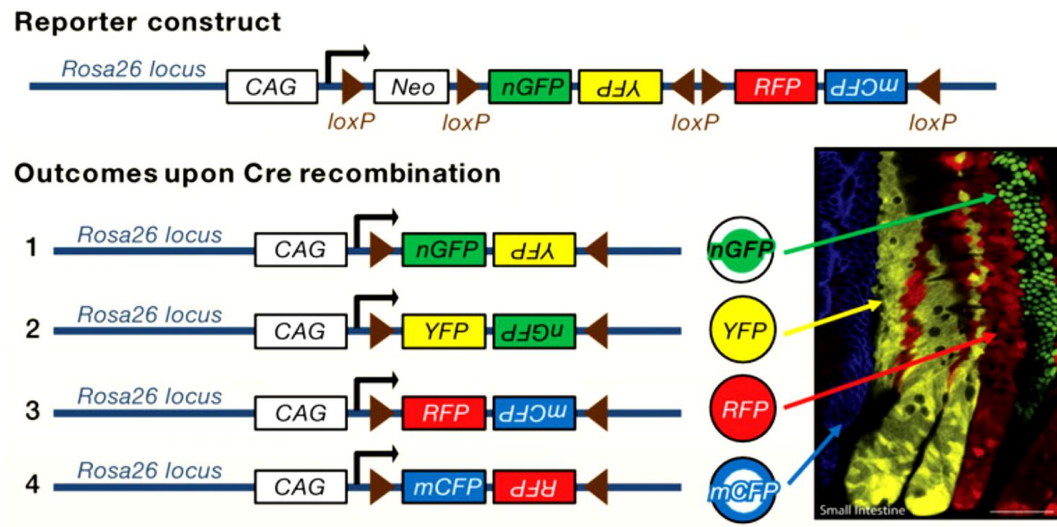 Reporter construct
Rosa26 locus CAG Neo nGFP YFP RFP mCFP
loxP loxP loxP loxP
Outcomes upon Cre recombination
1 Rosa26 locus CAG nGFP YFP nGFP
2 Rosa26 locus CAG YFP nGFP YFP
3 Rosa26 locus CAG RFP mCFP RFP
4 Rosa26 locus CAG mCFP RFP mCFP
Small Intestine